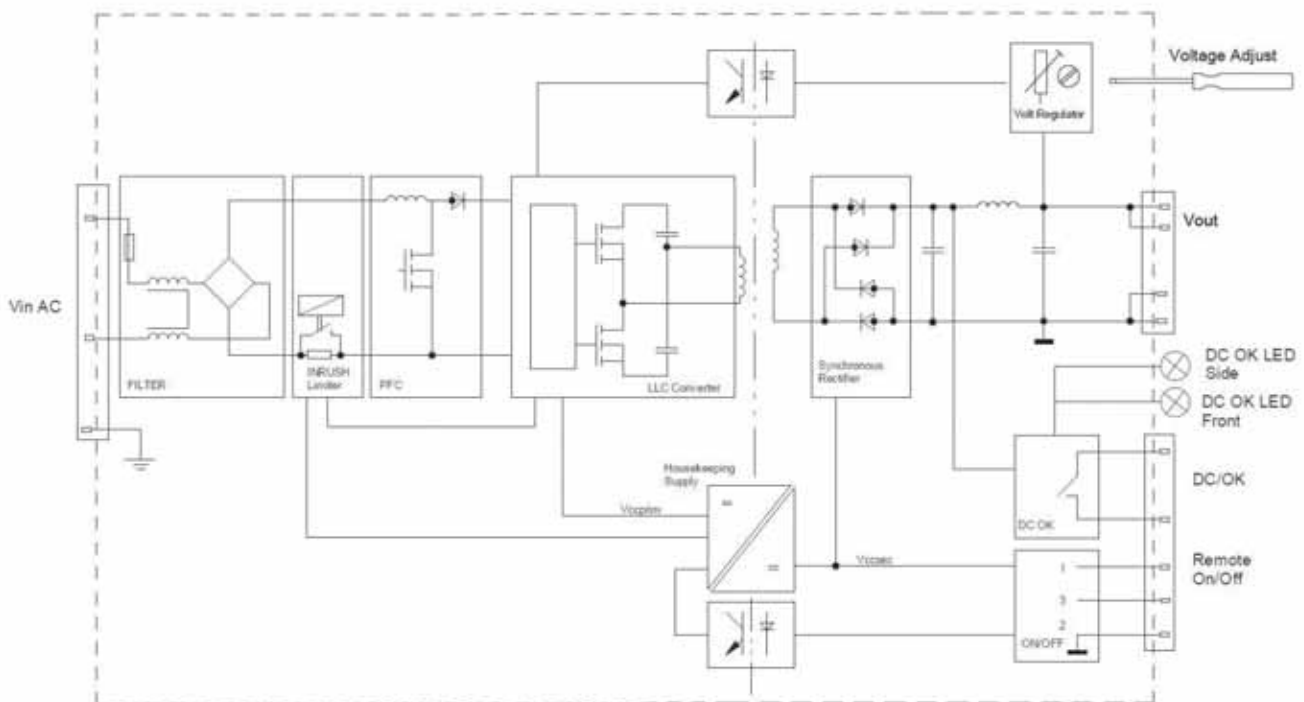 Voltage Adjust
Volt Regulator
Vin AC
FILTER
INRUSH
Limiter
PFC
LLC Converter
Synchronous
Rectifier
Vout
DC OK LED
Side
DC OK LED
Front
Housekeeping
Supply
Vccprim
DC OK
DC/OK
Vccsec
1
3
2
ON/OFF
Remote
On/Off